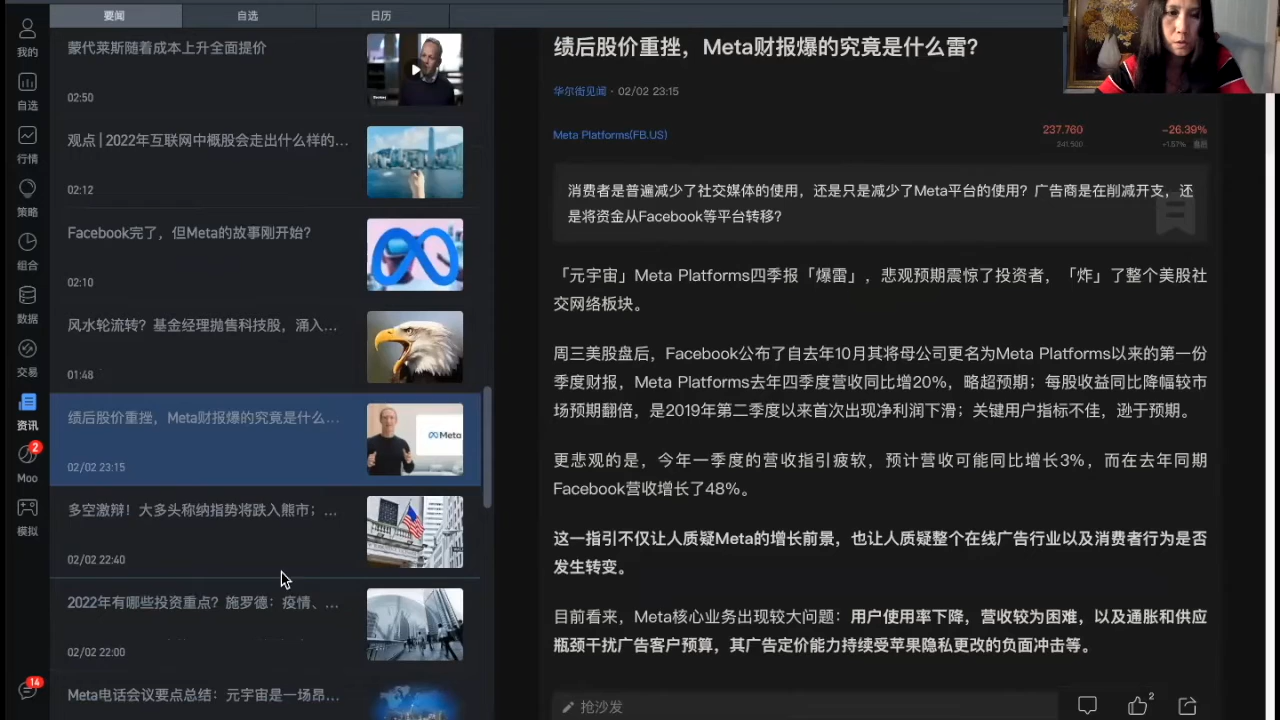 要闻
自选
日历
我的
自选
行情
策略
组合
数据
交易
资讯
2
Moo
模拟
14
蒙代莱斯随着成本上升全面提价
02:50
观点 | 2022年互联网中概股会走出什么样的...
02:12
Facebook完了，但Meta的故事刚开始？
02:10
风水轮流转？基金经理抛售科技股，涌入...
01:48
绩后股价重挫，Meta财报爆的究竟是什么...
02/02 23:15
Meta
多空激辩！大多头称纳指势将跌入熊市；...
02/02 22:40
2022年有哪些投资重点？施罗德：疫情、...
02/02 22:00
Meta电话会议要点总结：元宇宙是一场昂...
绩后股价重挫，Meta财报爆的究竟是什么雷？
华尔街见闻 · 02/02 23:15
Meta Platforms(FB.US)
237.760
-26.39%
241.500
+1.57%
消费者是普遍减少了社交媒体的使用，还是只是减少了Meta平台的使用？广告商是在削减开支，还
是将资金从Facebook等平台转移？
「元宇宙」Meta Platforms四季报「爆雷」，悲观预期震惊了投资者，「炸」了整个美股社
交网络板块。
周三美股盘后，Facebook公布了自去年10月其将母公司更名为Meta Platforms以来的第一份
季度财报，Meta Platforms去年四季度营收同比增20%，略超预期；每股收益同比降幅较市
场预期翻倍，是2019年第二季度以来首次出现净利润下滑；关键用户指标不佳，逊于预期。
更悲观的是，今年一季度的营收指引疲软，预计营收可能同比增长3%，而在去年同期
Facebook营收增长了48%。
这一指引不仅让人质疑Meta的增长前景，也让人质疑整个在线广告行业以及消费者行为是否
发生转变。
目前看来，Meta核心业务出现较大问题：用户使用率下降，营收较为困难，以及通胀和供应
瓶颈干扰广告客户预算，其广告定价能力持续受苹果隐私更改的负面冲击等。
抢沙发
2